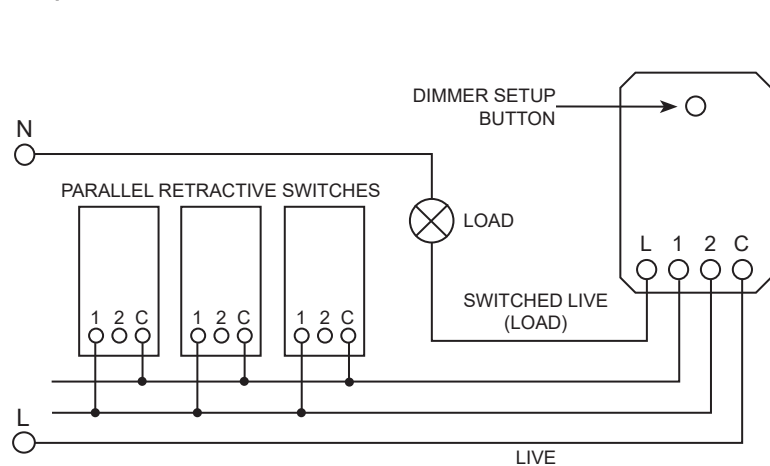 DIMMER SETUP
BUTTON
N
PARALLEL RETRACTIVE SWITCHES
LOAD
L 1 2 C
SWITCHED LIVE
(LOAD)
1 2 C
1 2 C
1 2 C
L
LIVE